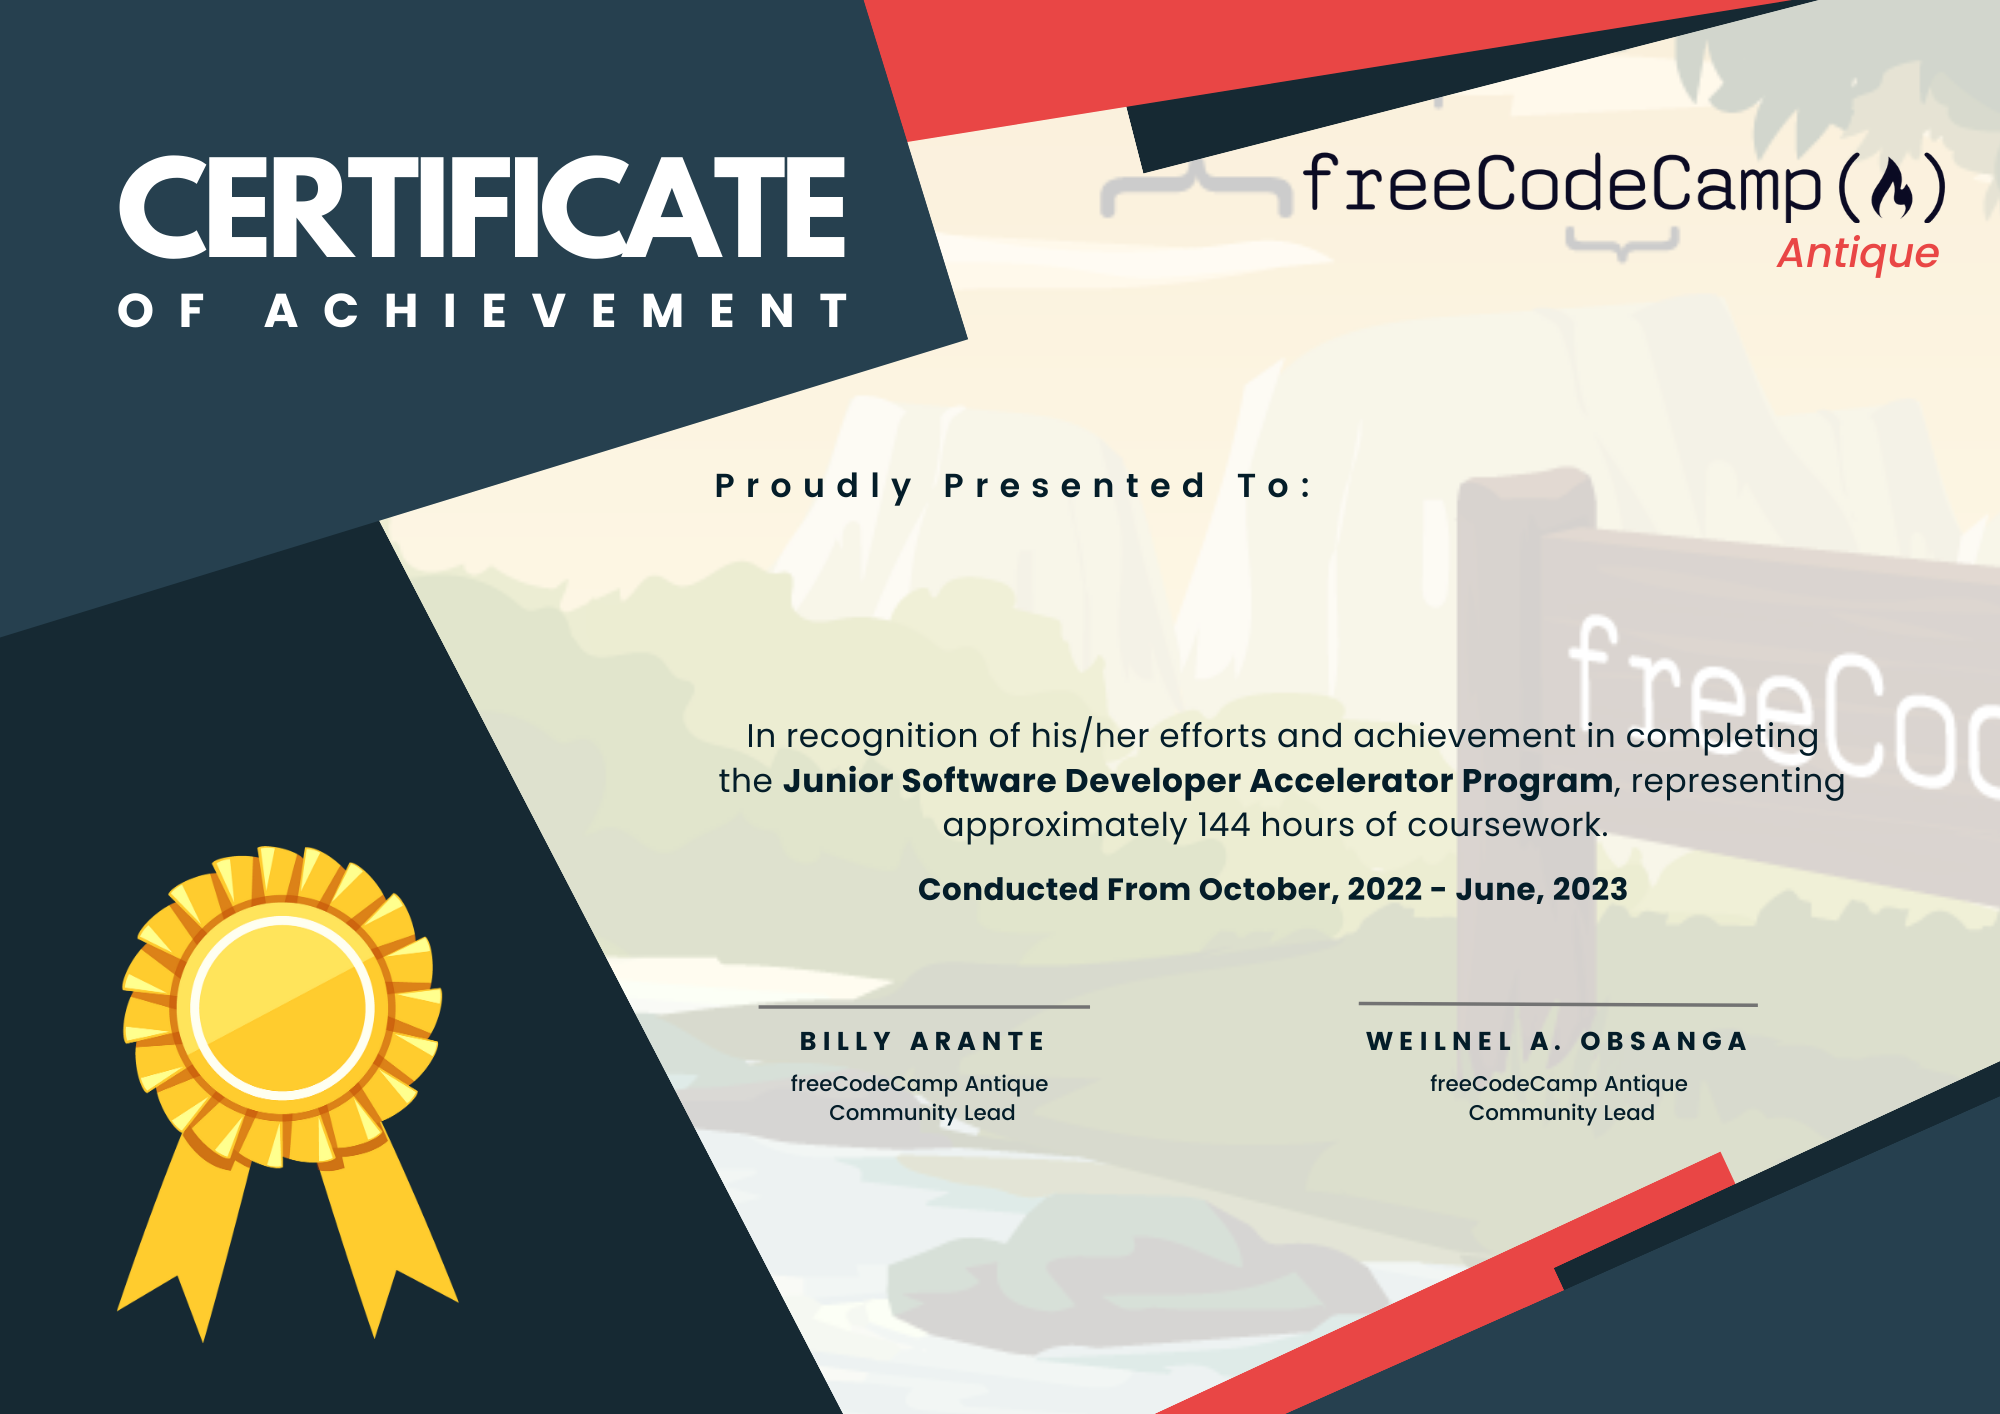 CERTIFICATE
OF ACHIEVEMENT
freeCodeCamp(🔥)
Antique
Proudly Presented To:
freeCo
In recognition of his/her efforts and achievement in completing
the Junior Software Developer Accelerator Program, representing
approximately 144 hours of coursework.
Conducted From October, 2022 - June, 2023
BILLY ARANTE
freeCodeCamp Antique
Community Lead
WEILNEL A. OBSANGA
freeCodeCamp Antique
Community Lead